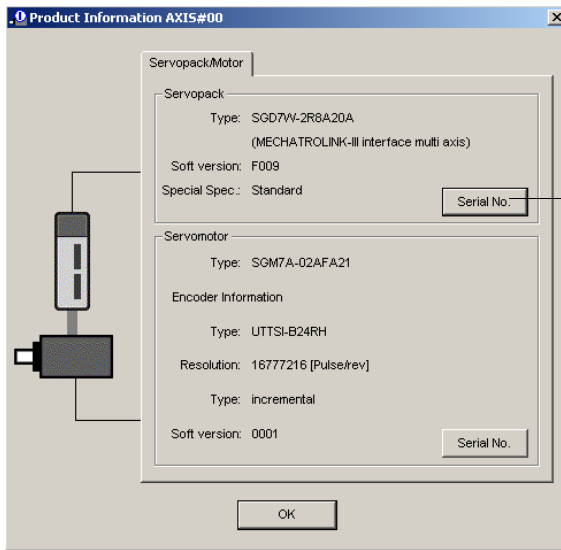 Product Information AXIS#00
Servopack/Motor
Servopack
Type: SGD7W-2R8A20A
(MECHATROLINK-III interface multi axis)
Soft version: F009
Special Spec.: Standard
Serial No.
Servomotor
Type: SGM7A-02AFA21
Encoder Information
Type: UTTSI-B24RH
Resolution: 16777216 [Pulse/rev]
Type: incremental
Soft version: 0001
Serial No.
OK